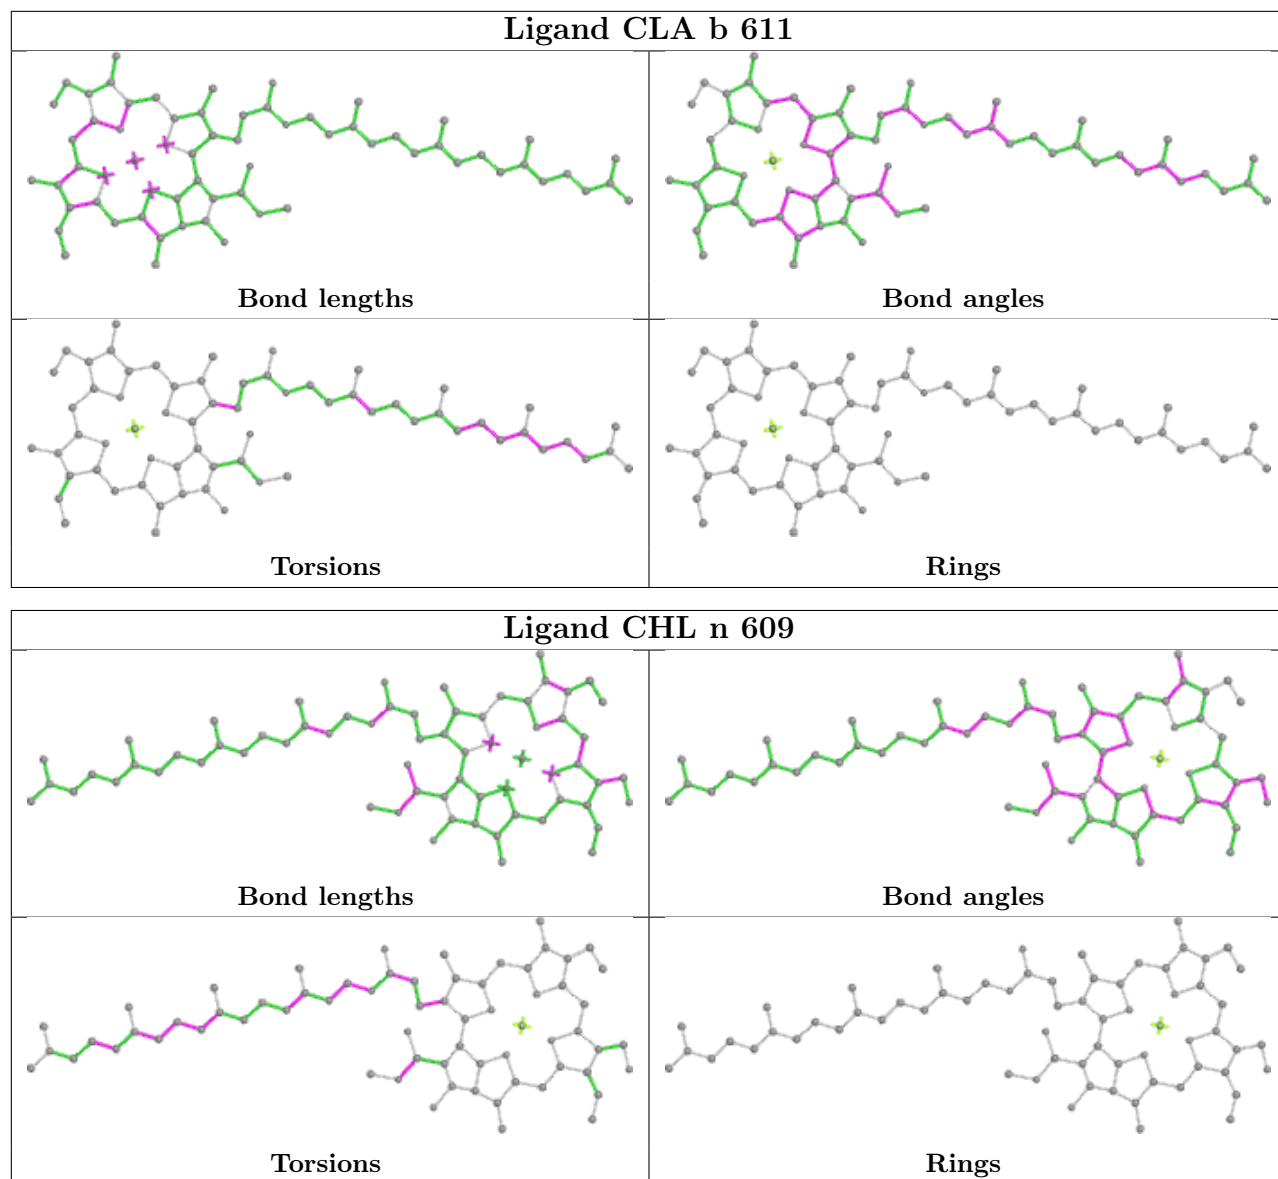 Ligand CLA b 611
Bond lengths
Bond angles
Torsions
Rings
Ligand CHL n 609
Bond lengths
Bond angles
Torsions
Rings